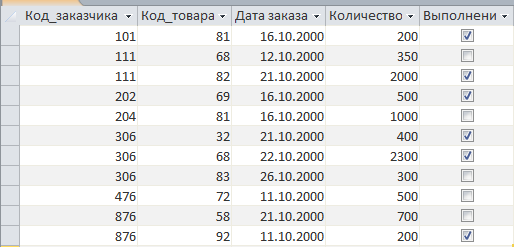 Код_заказчика Код_товара Дата заказа Количество Выполнени
101 81 16.10.2000 200
111 68 12.10.2000 350
111 82 21.10.2000 2000
202 69 16.10.2000 500
204 81 16.10.2000 1000
306 32 21.10.2000 400
306 68 22.10.2000 2300
306 83 26.10.2000 300
476 72 11.10.2000 500
876 58 21.10.2000 700
876 92 11.10.2000 200